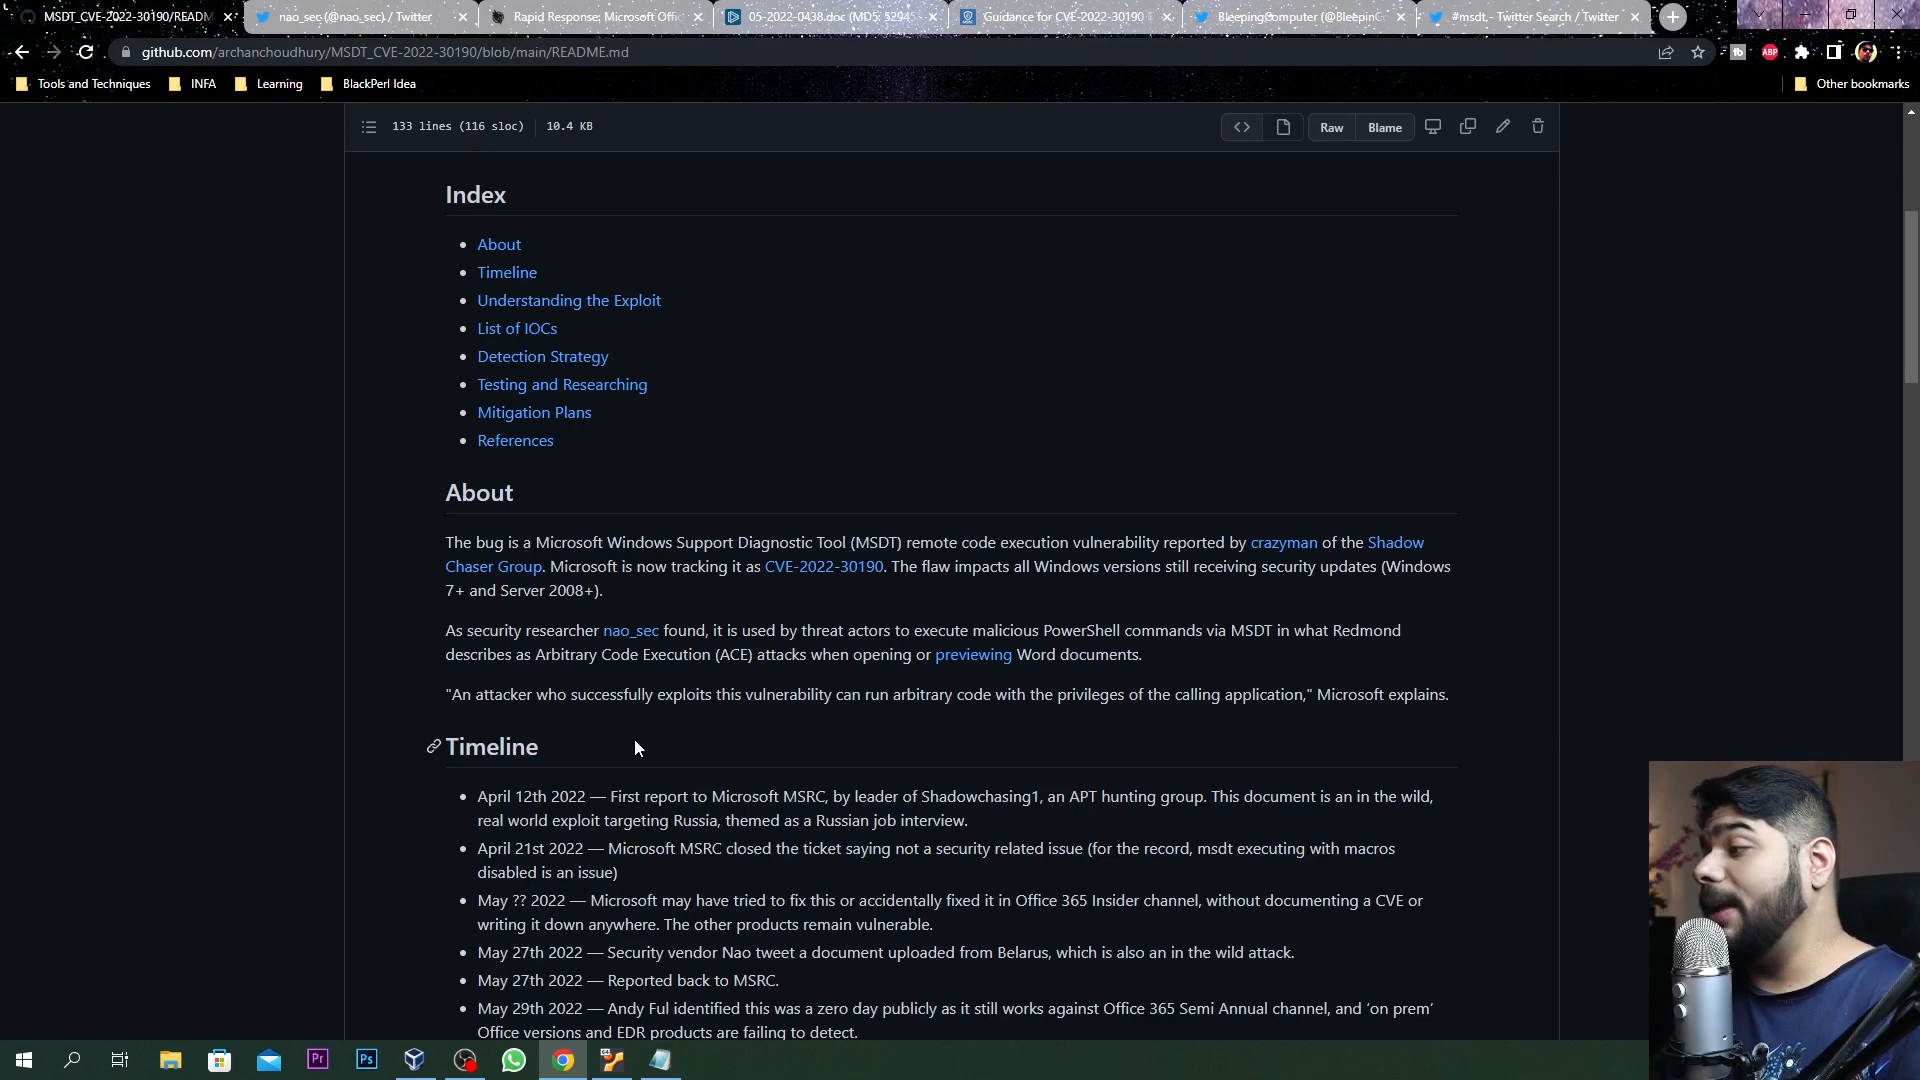 MSDT_CVE-2022-30190/READM
nao_sec (@nao_sec) / Twitter
Rapid Response: Microsoft Offic
05-2022-0438.doc (MD5: 52945
Guidance for CVE-2022-30190
BleepingComputer (@BleepinC
#msdt - Twitter Search / Twitter
github.com/archanchoudhury/MSDT_CVE-2022-30190/blob/main/README.md
ABP
Tools and Techniques
INFA
Learning
BlackPerl Idea
Other bookmarks
133 lines (116 sloc)
10.4 KB
Raw
Blame
Index
About
Timeline
Understanding the Exploit
List of IOCs
Detection Strategy
Testing and Researching
Mitigation Plans
References
About
The bug is a Microsoft Windows Support Diagnostic Tool (MSDT) remote code execution vulnerability reported by crazyman of the Shadow
Chaser Group. Microsoft is now tracking it as CVE-2022-30190. The flaw impacts all Windows versions still receiving security updates (Windows
7+ and Server 2008+).
As security researcher nao_sec found, it is used by threat actors to execute malicious PowerShell commands via MSDT in what Redmond
describes as Arbitrary Code Execution (ACE) attacks when opening or previewing Word documents.
"An attacker who successfully exploits this vulnerability can run arbitrary code with the privileges of the calling application," Microsoft explains.
Timeline
April 12th 2022 — First report to Microsoft MSRC, by leader of Shadowchasing1, an APT hunting group. This document is an in the wild,
real world exploit targeting Russia, themed as a Russian job interview.
April 21st 2022 — Microsoft MSRC closed the ticket saying not a security related issue (for the record, msdt executing with macros
disabled is an issue)
May ?? 2022 — Microsoft may have tried to fix this or accidentally fixed it in Office 365 Insider channel, without documenting a CVE or
writing it down anywhere. The other products remain vulnerable.
May 27th 2022 — Security vendor Nao tweet a document uploaded from Belarus, which is also an in the wild attack.
May 27th 2022 — Reported back to MSRC.
May 29th 2022 — Andy Ful identified this was a zero day publicly as it still works against Office 365 Semi Annual channel, and ‘on prem’
Office versions and EDR products are failing to detect.
Pr
Ps